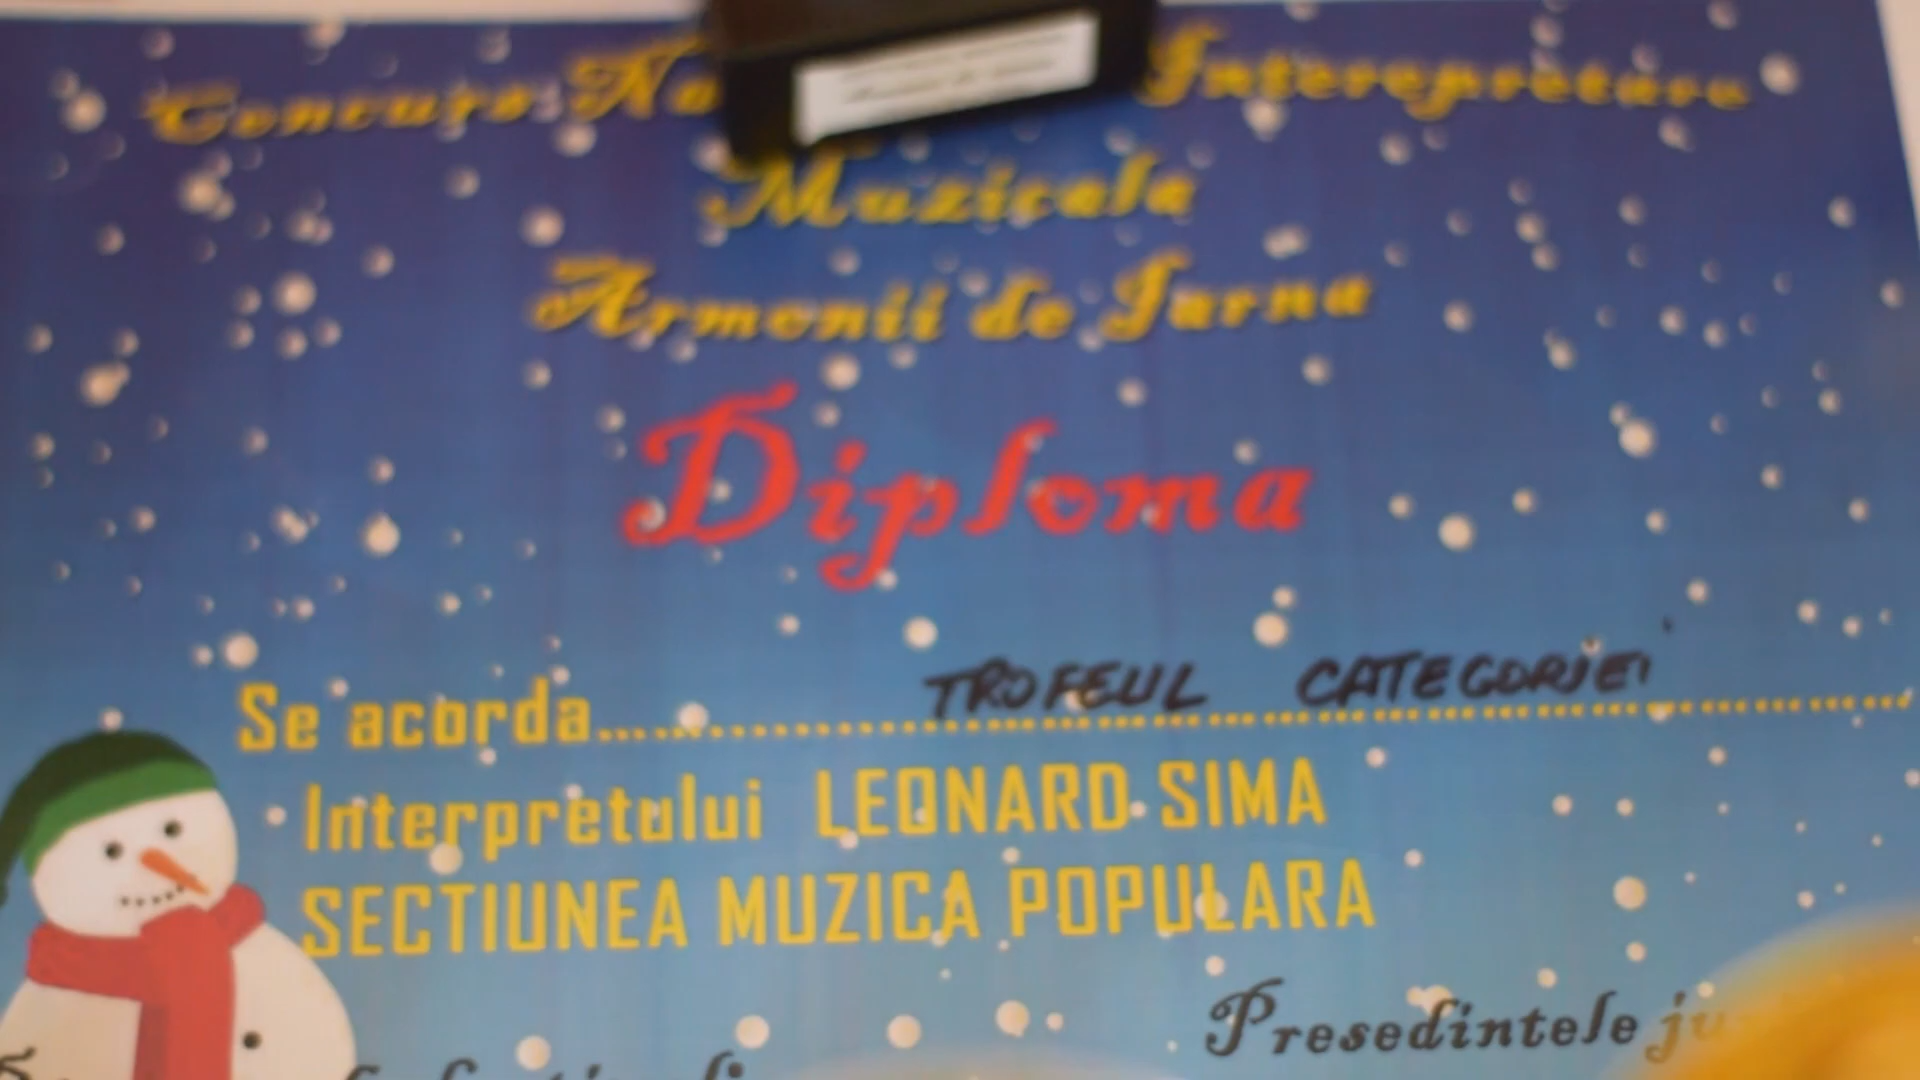 Concurs Na Interepretare
Muzicala
Armonii de Iarna
Diploma
Se acorda.................... TROFEUL CATEGORIEI
Interpretului LEONARD SIMA
SECTIUNEA MUZICA POPULARA
Presedintele ju